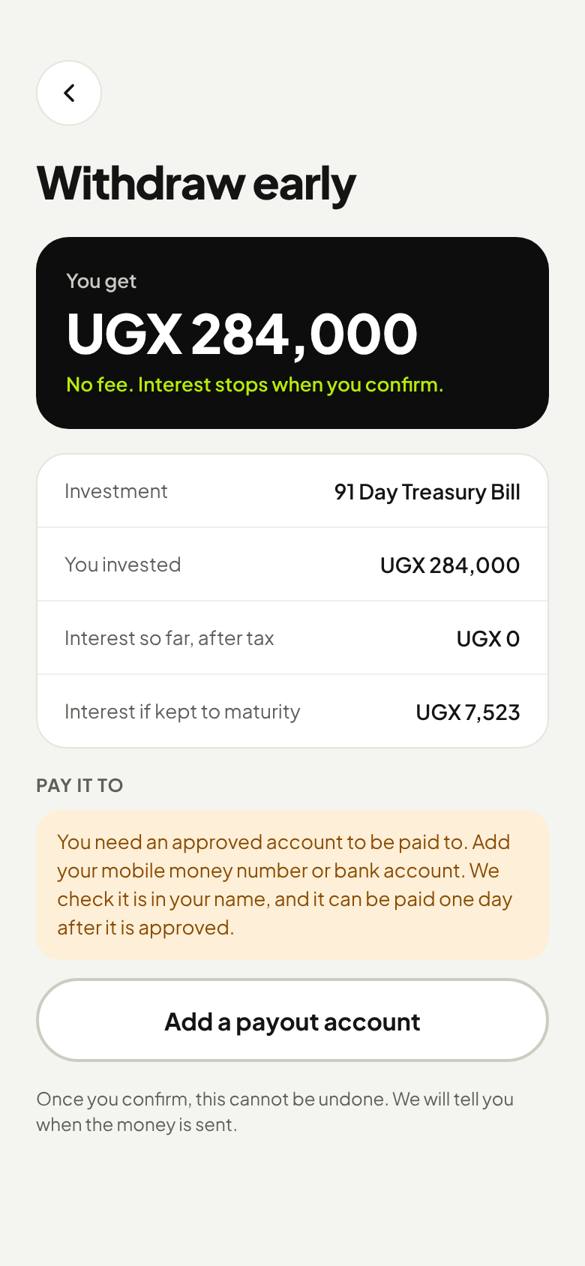 Withdraw early
You get
UGX 284,000
No fee. Interest stops when you confirm.
Investment 91 Day Treasury Bill
You invested UGX 284,000
Interest so far, after tax UGX 0
Interest if kept to maturity UGX 7,523
PAY IT TO
You need an approved account to be paid to. Add
your mobile money number or bank account. We
check it is in your name, and it can be paid one day
after it is approved.
Add a payout account
Once you confirm, this cannot be undone. We will tell you
when the money is sent.